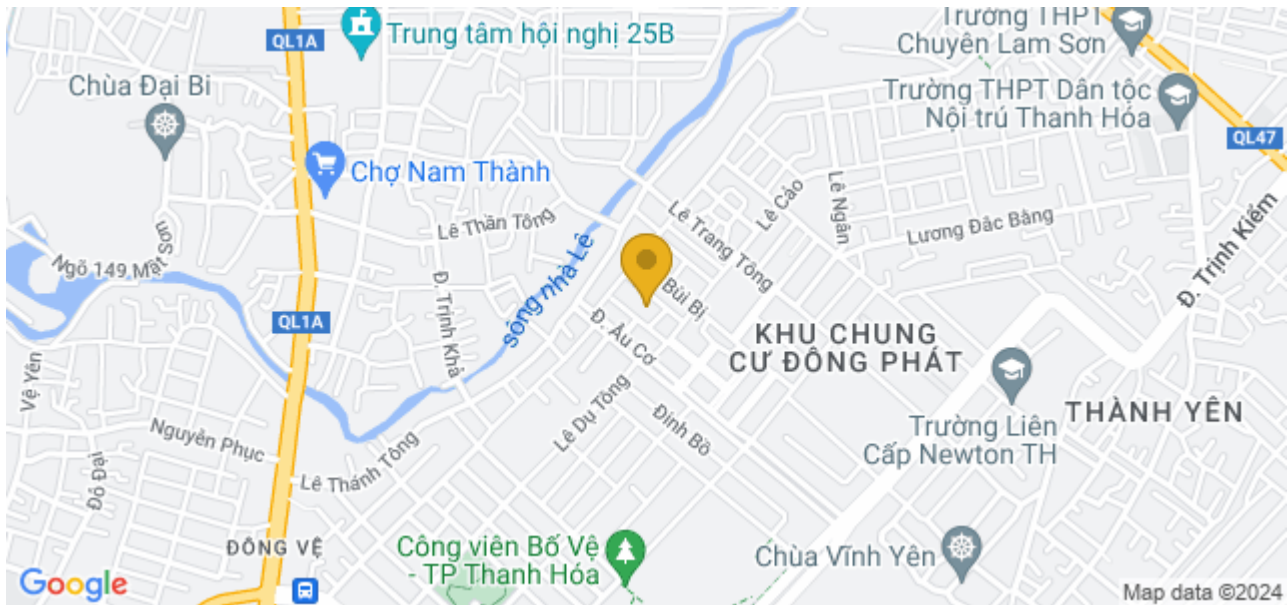 Trường THPT
Chuyên Lam Sơn
QL1A
Trung tâm hội nghị 25B
Chùa Đại Bi
Trường THPT Dân tộc
Nội trú Thanh Hóa
QL47
Chợ Nam Thành
Lê Cảo
Lê Ngân
Lê Trang Tông
Lê Thần Tông
Lương Đắc Bằng
Đ. Trịnh Kiểm
Ngõ 149 Mật Sơn
sông nhà Lê
Đ. Trịnh Khả
Bùi Bị
QL1A
Đ. Âu Cơ
KHU CHUNG
CƯ ĐÔNG PHÁT
Vệ Yên
Lê Dụ Tông
Đinh Bồ
THÀNH YÊN
Nguyễn Phục
Trường Liên
Cấp Newton TH
Lê Thánh Tông
Đỗ Đại
ĐÔNG VỆ
Công viên Bố Vệ
- TP Thanh Hóa
Chùa Vĩnh Yên
Google
Map data ©2024